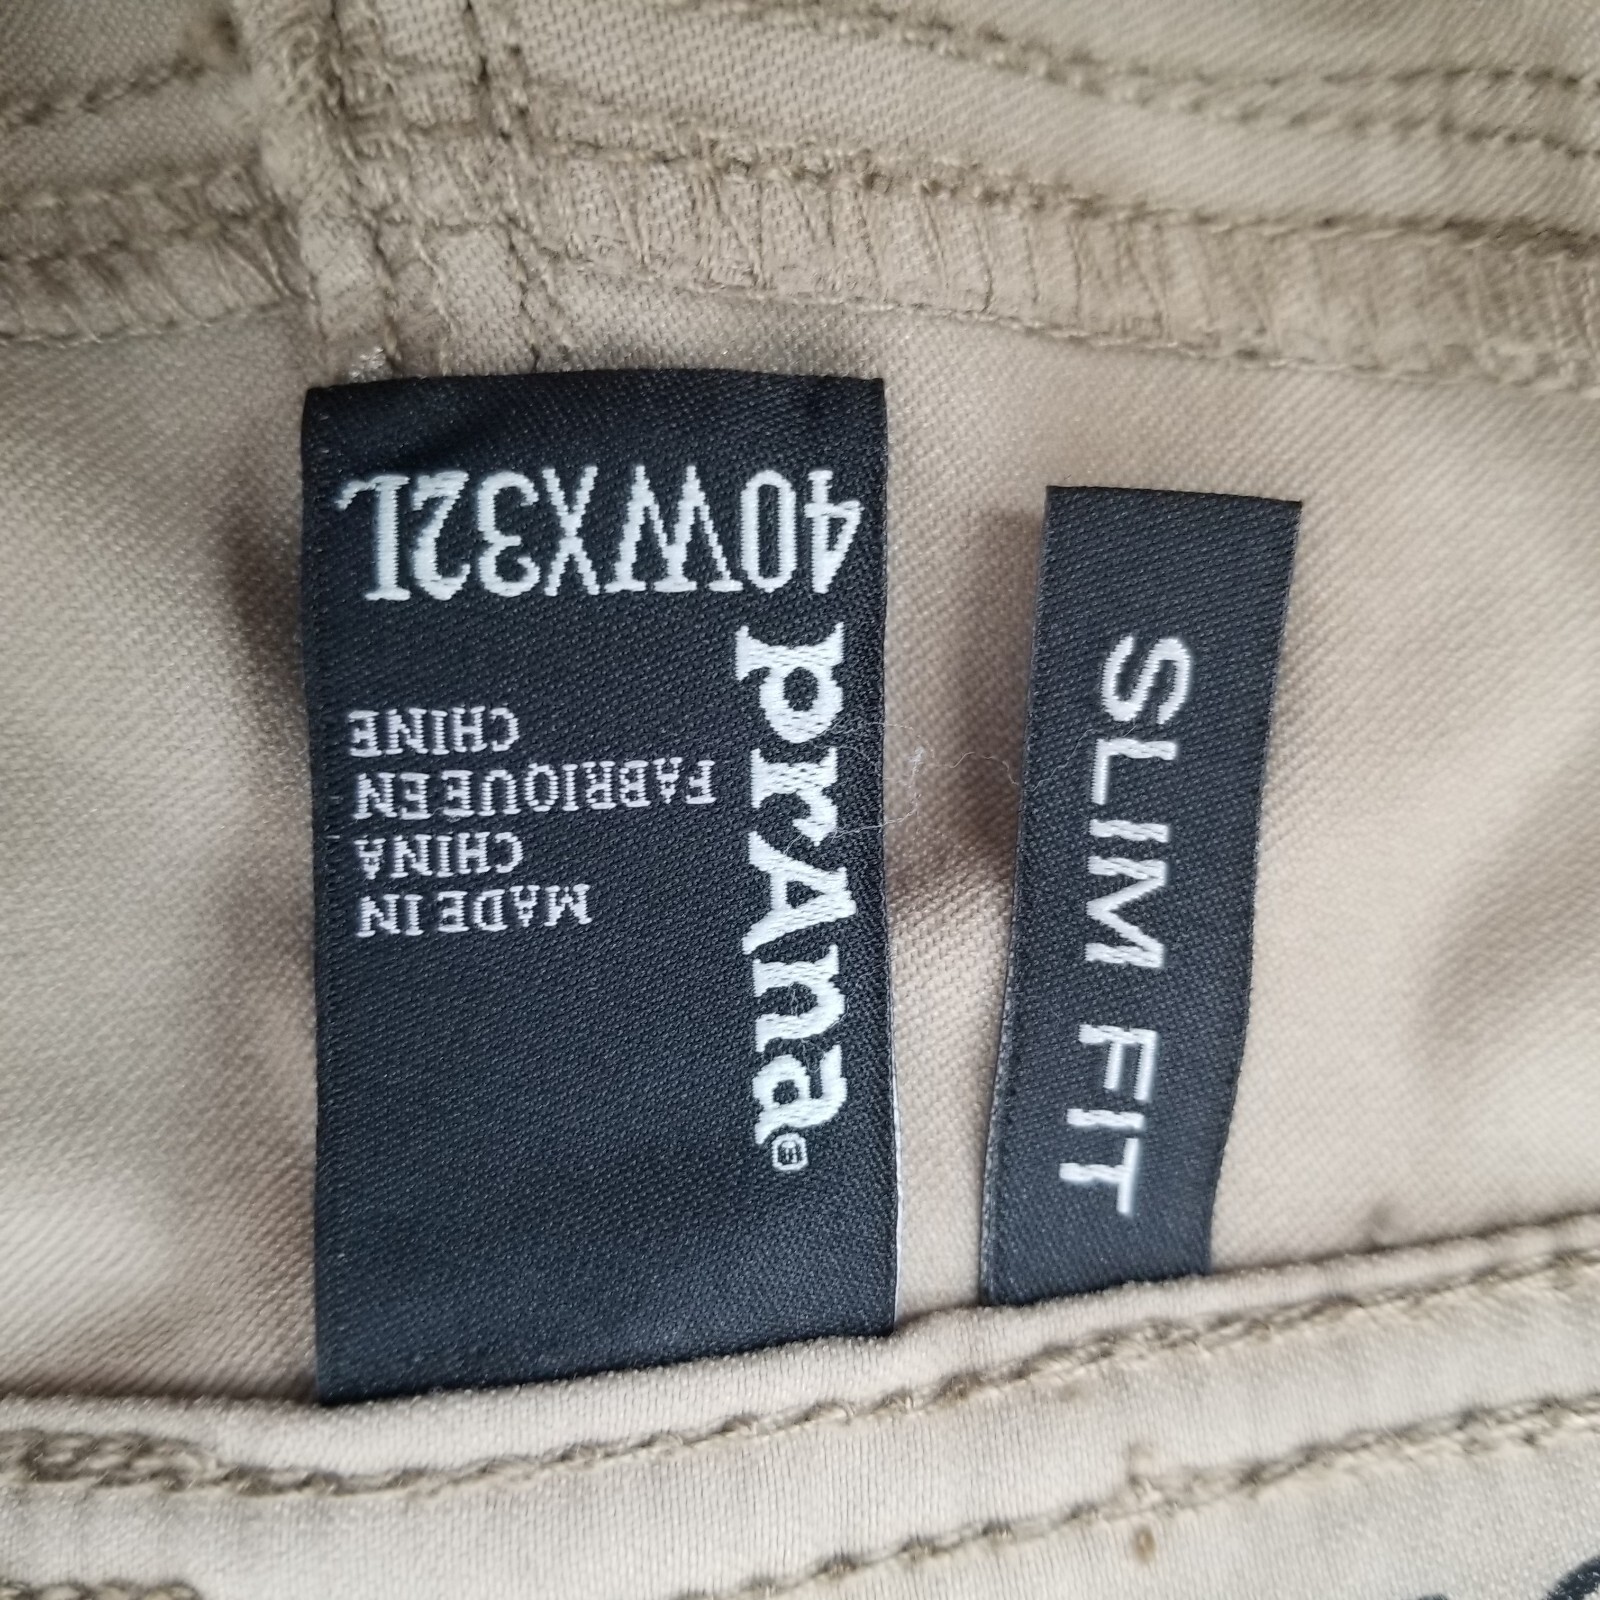 40WX32L
prAna®
MADE IN
CHINA
FABRIQUE EN
CHINE
SLIM FIT